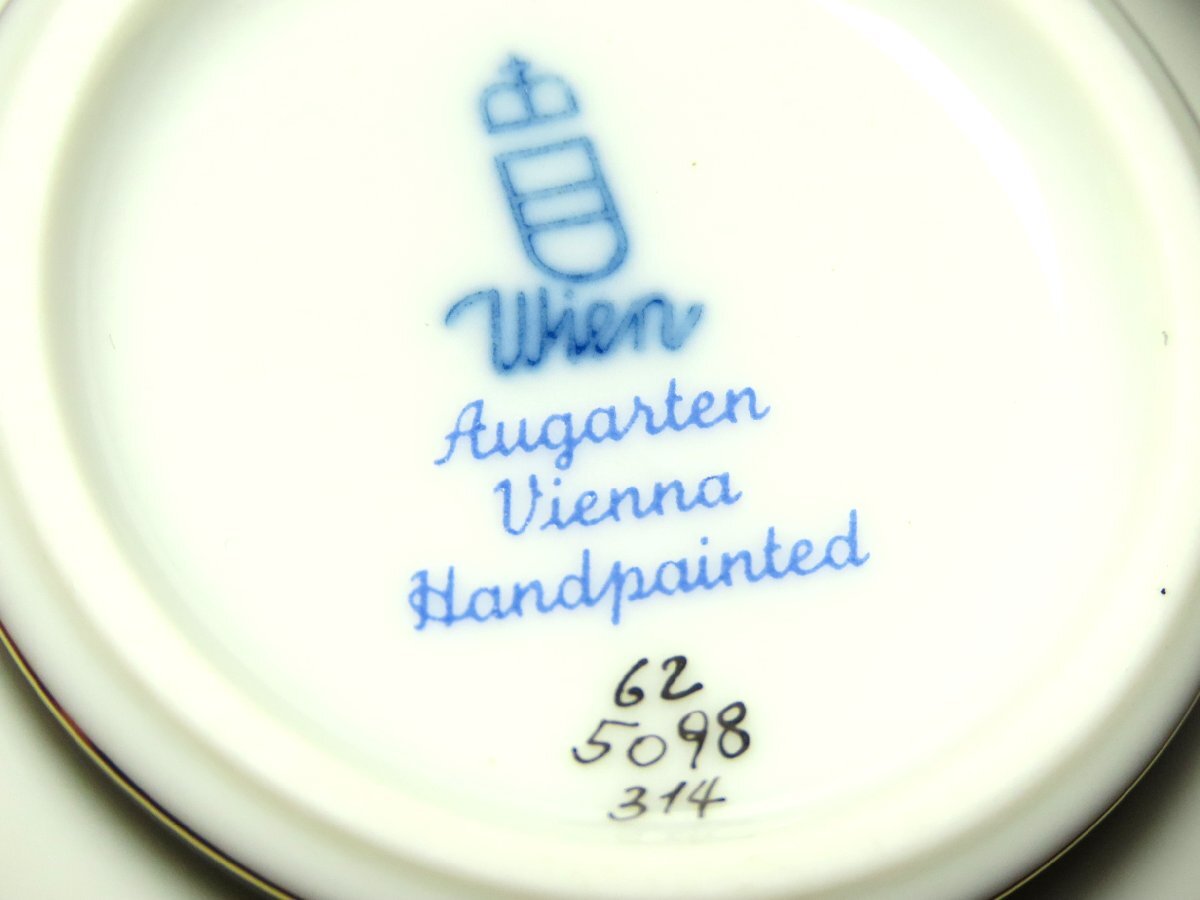 Wien
Augarten
Vienna
Handpainted
62
5098
314